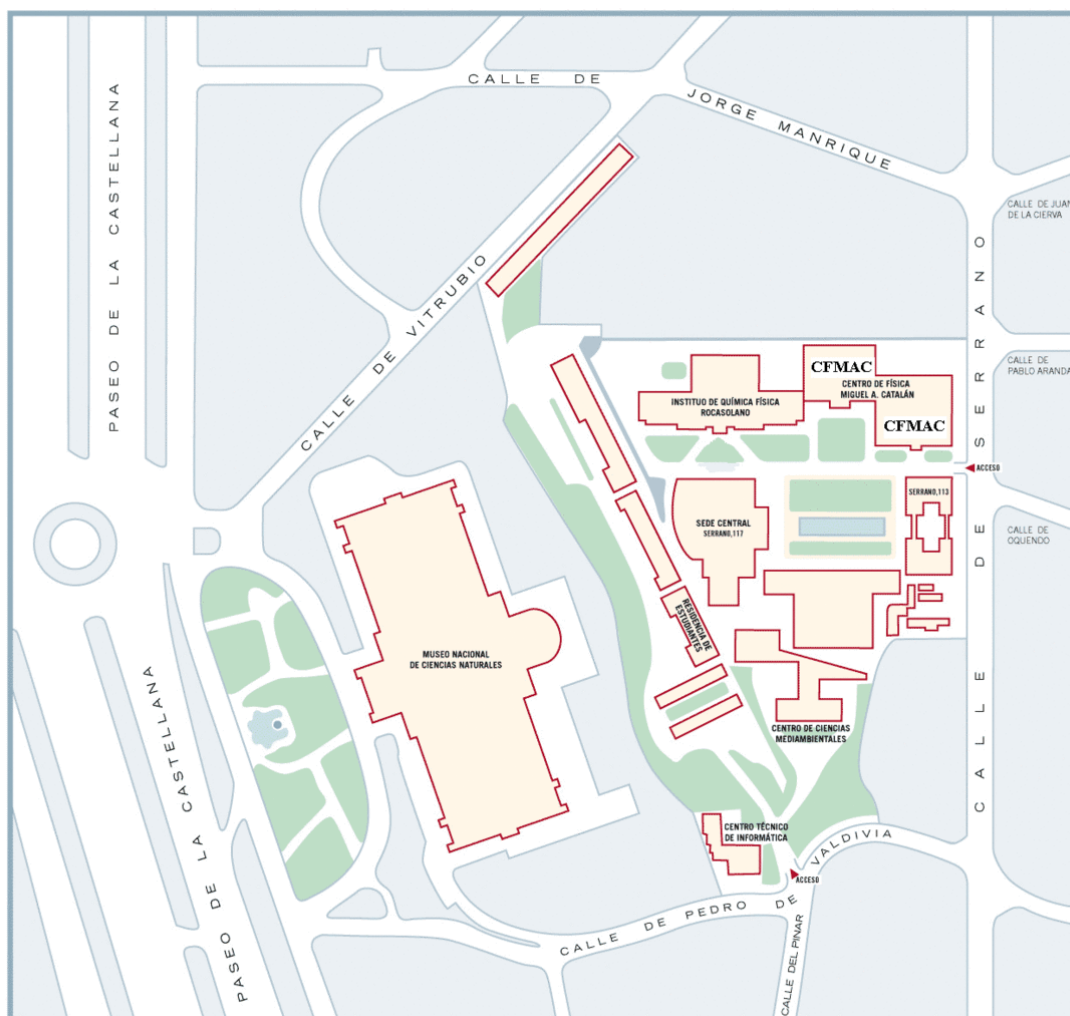 CALLE DE
JORGE MANRIQUE
PASEO DE LA CASTELLANA
CALLE DE JUAN
DE LA CIERVA
CALLE DE VITRUBIO
CALLE DE SERRANO
CFMAC
CENTRO DE FÍSICA
MIGUEL A. CATALÁN
CALLE DE
PABLO ARANDA
INSTITUO DE QUÍMICA FÍSICA
ROCASOLANO
CFMAC
ACCESO
SERRANO,113
SEDE CENTRAL
SERRANO,117
CALLE DE
OQUENDO
RESIDENCIA DE
ESTUDIANTES
MUSEO NACIONAL
DE CIENCIAS NATURALES
PASEO DE LA CASTELLANA
CENTRO DE CIENCIAS
MEDIAMBIENTALES
CENTRO TÉCNICO
DE INFORMÁTICA
ACCESO
CALLE DE PEDRO DE VALDIVIA
CALLE DEL PINAR